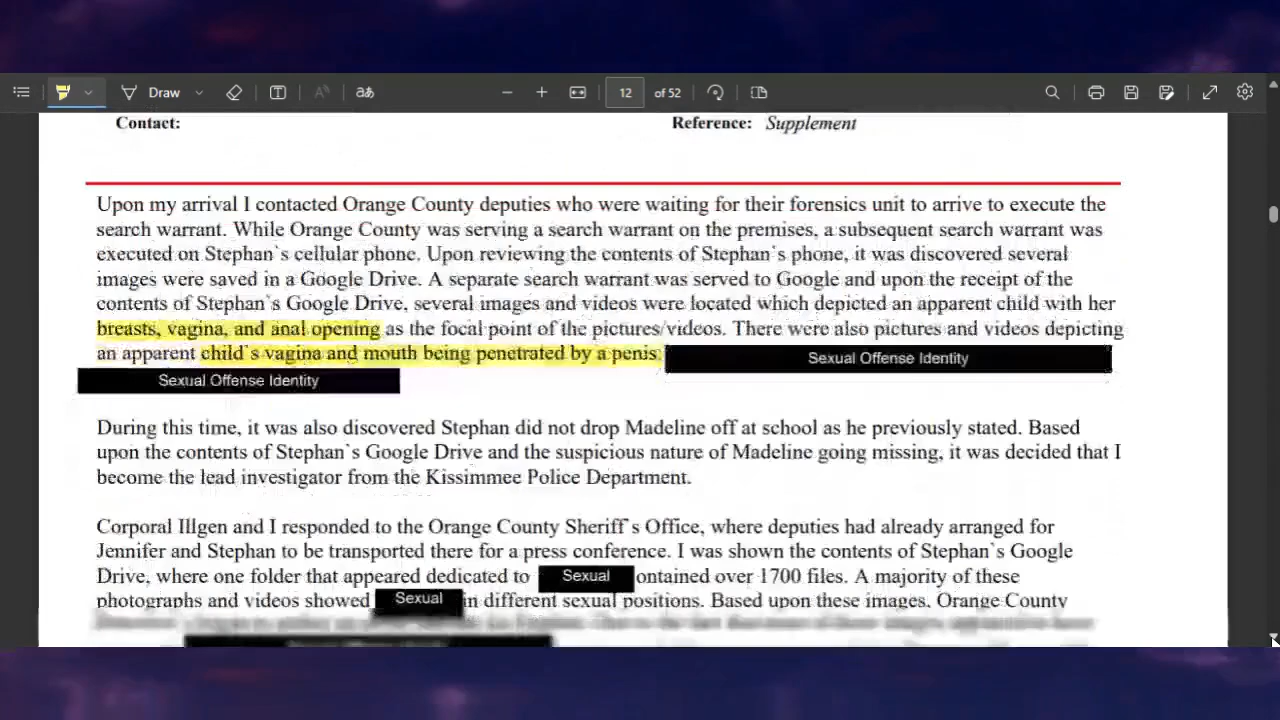 Draw
12 of 52
Contact:
Reference: Supplement
Upon my arrival I contacted Orange County deputies who were waiting for their forensics unit to arrive to execute the
search warrant. While Orange County was serving a search warrant on the premises, a subsequent search warrant was
executed on Stephan`s cellular phone. Upon reviewing the contents of Stephan`s phone, it was discovered several
images were saved in a Google Drive. A separate search warrant was served to Google and upon the receipt of the
contents of Stephan`s Google Drive, several images and videos were located which depicted an apparent child with her
breasts, vagina, and anal opening as the focal point of the pictures/videos. There were also pictures and videos depicting
an apparent child`s vagina and mouth being penetrated by a penis. Sexual Offense Identity
Sexual Offense Identity
During this time, it was also discovered Stephan did not drop Madeline off at school as he previously stated. Based
upon the contents of Stephan`s Google Drive and the suspicious nature of Madeline going missing, it was decided that I
become the lead investigator from the Kissimmee Police Department.
Corporal Illgen and I responded to the Orange County Sheriff`s Office, where deputies had already arranged for
Jennifer and Stephan to be transported there for a press conference. I was shown the contents of Stephan`s Google
Drive, where one folder that appeared dedicated to Sexual ontained over 1700 files. A majority of these
photographs and videos showed Sexual in different sexual positions. Based upon these images, Orange County